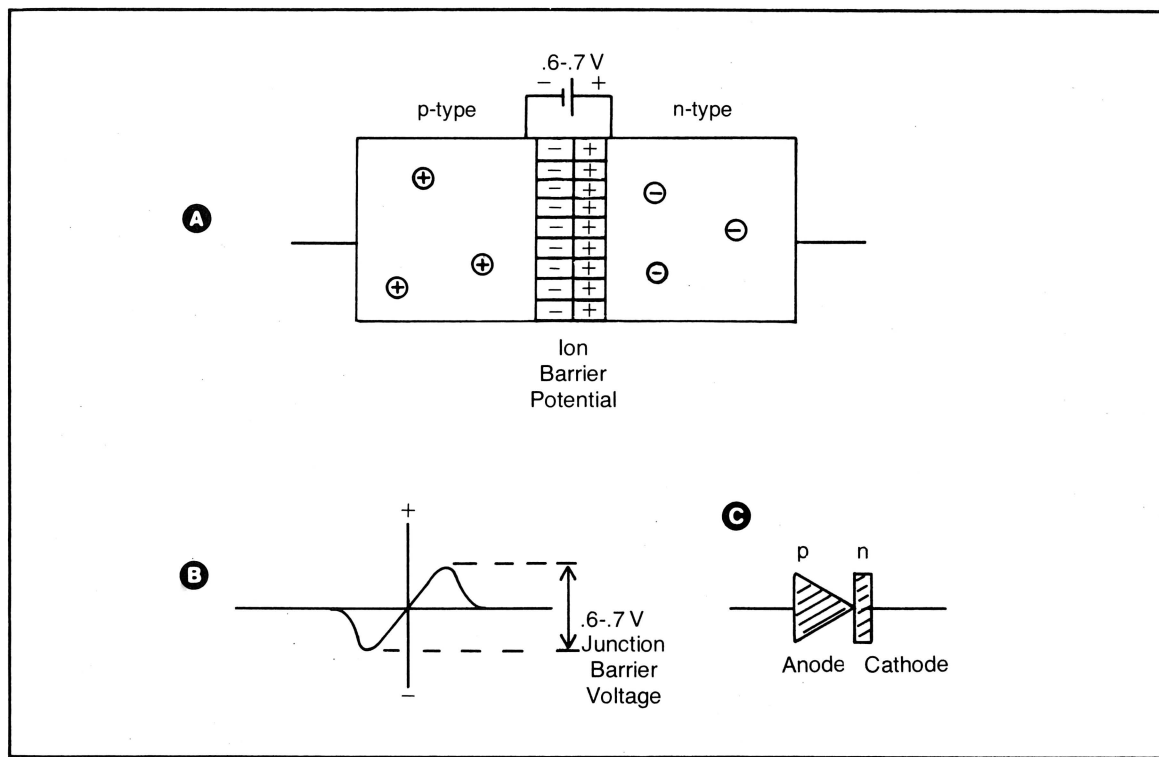 .6-.7 V
− +
p-type n-type
A
− +
− +
− +
− +
− +
− +
− +
− +
− +
+
+
+
−
−
−
Ion
Barrier
Potential
C
p n
Anode Cathode
B
+
.6-.7 V
Junction
Barrier
Voltage
−